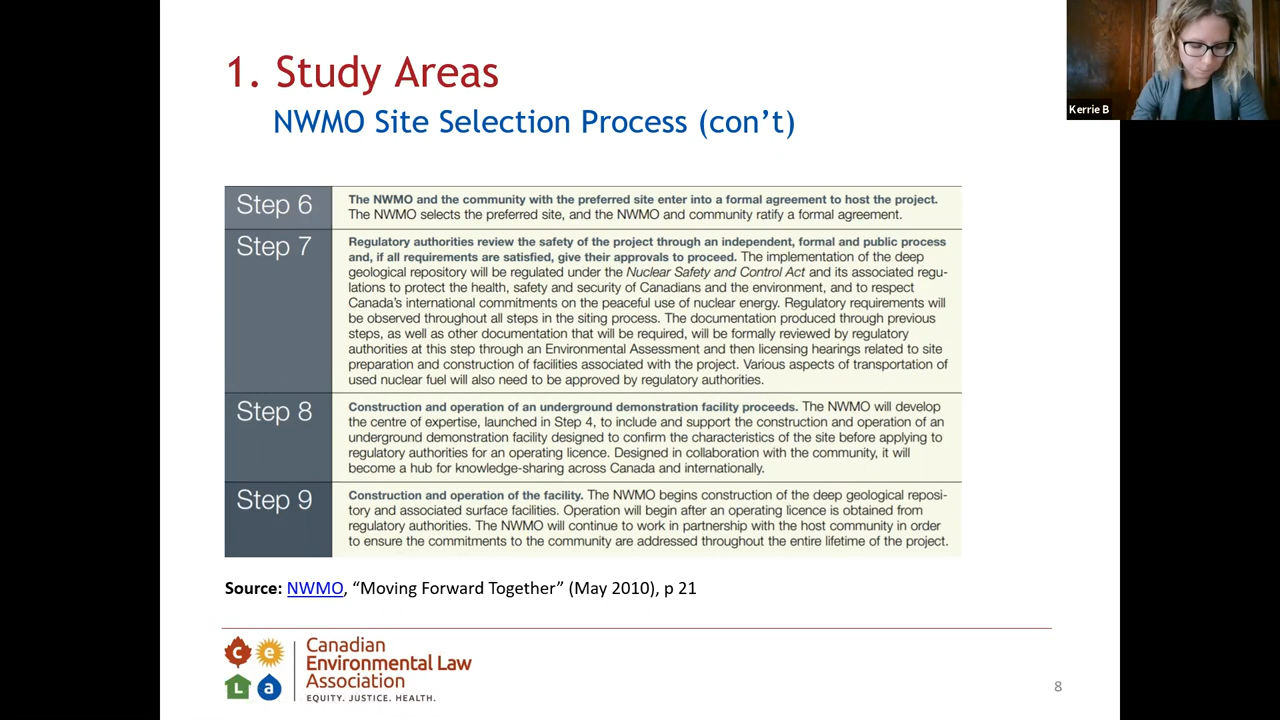 1. Study Areas
NWMO Site Selection Process (con’t)
Kerrie B
Step 6
The NWMO and the community with the preferred site enter into a formal agreement to host the project.
The NWMO selects the preferred site, and the NWMO and community ratify a formal agreement.
Step 7
Regulatory authorities review the safety of the project through an independent, formal and public process
and, if all requirements are satisfied, give their approvals to proceed. The implementation of the deep
geological repository will be regulated under the Nuclear Safety and Control Act and its associated regu-
lations to protect the health, safety and security of Canadians and the environment, and to respect
Canada’s international commitments on the peaceful use of nuclear energy. Regulatory requirements will
be observed throughout all steps in the siting process. The documentation produced through previous
steps, as well as other documentation that will be required, will be formally reviewed by regulatory
authorities at this step through an Environmental Assessment and then licensing hearings related to site
preparation and construction of facilities associated with the project. Various aspects of transportation of
used nuclear fuel will also need to be approved by regulatory authorities.
Step 8
Construction and operation of an underground demonstration facility proceeds. The NWMO will develop
the centre of expertise, launched in Step 4, to include and support the construction and operation of an
underground demonstration facility designed to confirm the characteristics of the site before applying to
regulatory authorities for an operating licence. Designed in collaboration with the community, it will
become a hub for knowledge-sharing across Canada and internationally.
Step 9
Construction and operation of the facility. The NWMO begins construction of the deep geological reposi-
tory and associated surface facilities. Operation will begin after an operating licence is obtained from
regulatory authorities. The NWMO will continue to work in partnership with the host community in order
to ensure the commitments to the community are addressed throughout the entire lifetime of the project.
Source: NWMO, “Moving Forward Together” (May 2010), p 21
c e
L a
Canadian
Environmental Law
Association
EQUITY. JUSTICE. HEALTH.
8